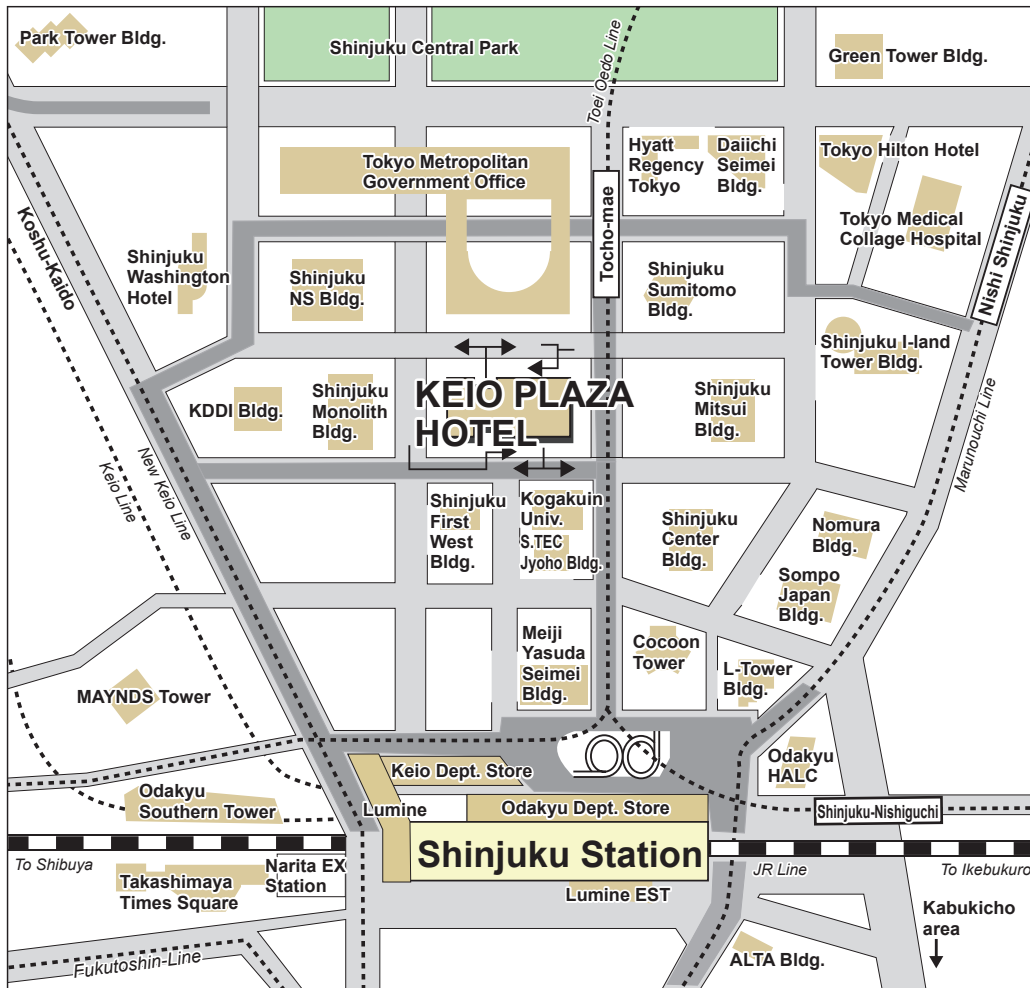 Park Tower Bldg.
Shinjuku Central Park
Toei Oedo Line
Green Tower Bldg.
Tokyo Metropolitan
Government Office
Hyatt
Regency
Tokyo
Daiichi
Seimei
Bldg.
Tokyo Hilton Hotel
Tokyo Medical
Collage Hospital
Nishi Shinjuku
Tocho-mae
Koshu-Kaido
Shinjuku
Washington
Hotel
Shinjuku
NS Bldg.
Shinjuku
Sumitomo
Bldg.
Shinjuku I-land
Tower Bldg.
KDDI Bldg.
Shinjuku
Monolith
Bldg.
KEIO PLAZA
HOTEL
Shinjuku
Mitsui
Bldg.
Marunouchi Line
Keio Line
New Keio Line
Shinjuku
First
West
Bldg.
Kogakuin
Univ.
S.TEC
Jyoho Bldg.
Shinjuku
Center
Bldg.
Nomura
Bldg.
Sompo
Japan
Bldg.
Meiji
Yasuda
Seimei
Bldg.
Cocoon
Tower
L-Tower
Bldg.
MAYNDS Tower
Odakyu
HALC
Keio Dept. Store
Odakyu
Southern Tower
Lumine
Odakyu Dept. Store
Shinjuku-Nishiguchi
Shinjuku Station
To Shibuya
JR Line
To Ikebukuro
Narita EX
Station
Takashimaya
Times Square
Lumine EST
Kabukicho
area
Fukutoshin-Line
ALTA Bldg.